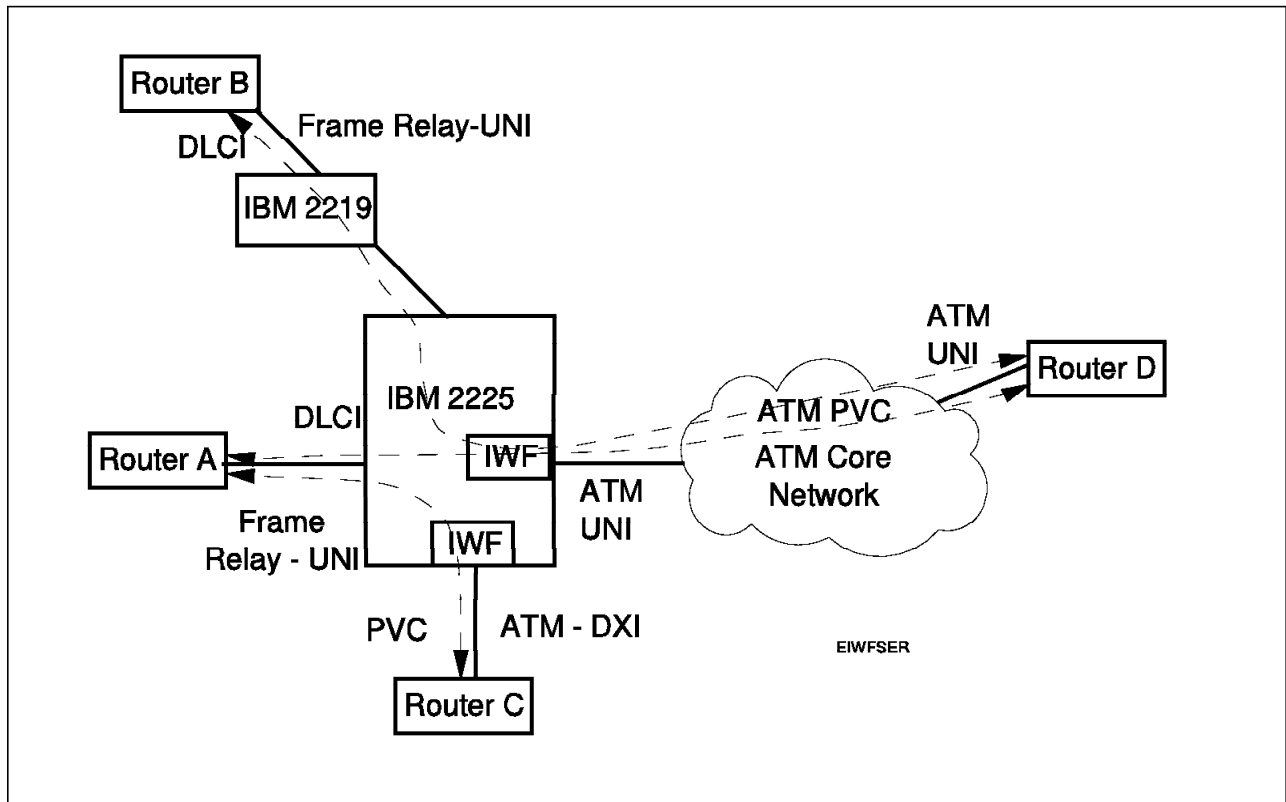 Router B
Frame Relay-UNI
DLCI
IBM 2219
ATM
UNI
Router D
IBM 2225
DLCI
ATM PVC
Router A
IWF
ATM Core
Network
ATM
UNI
Frame
Relay - UNI
IWF
PVC
ATM - DXI
EIWFSER
Router C